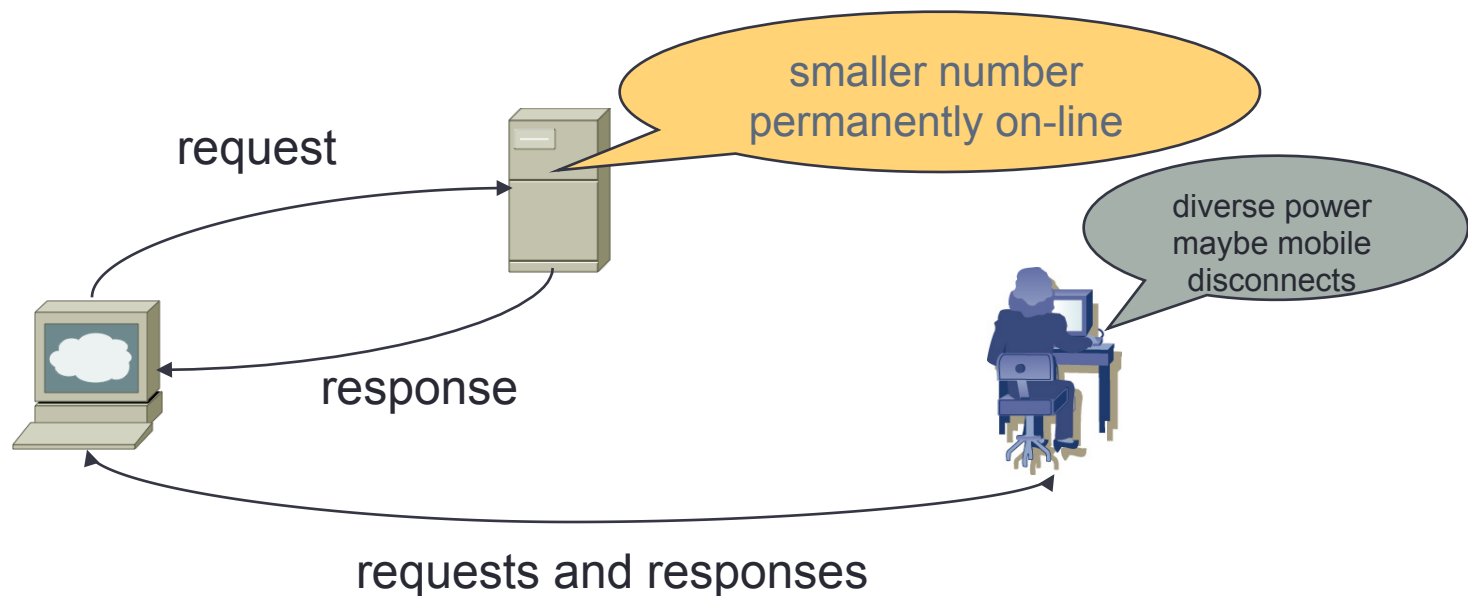 smaller number
permanently on-line
request
diverse power
maybe mobile
disconnects
response
requests and responses